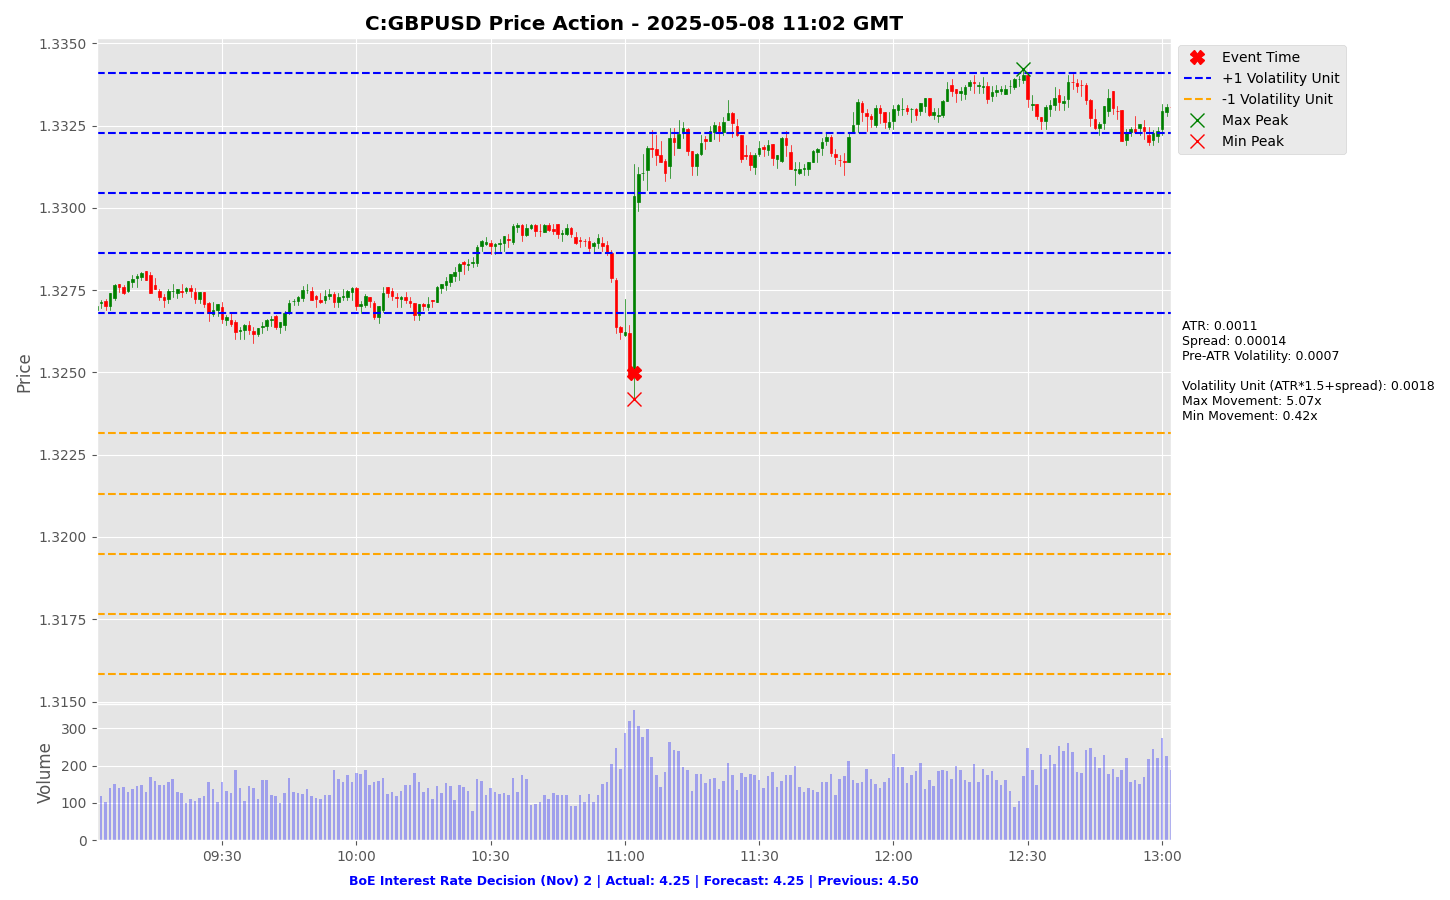 C:GBPUSD Price Action - 2025-05-08 11:02 GMT
1.3350
1.3325
1.3300
1.3275
1.3250
1.3225
1.3200
1.3175
1.3150
Price
Event Time
+1 Volatility Unit
-1 Volatility Unit
Max Peak
Min Peak
ATR: 0.0011
Spread: 0.00014
Pre-ATR Volatility: 0.0007
Volatility Unit (ATR*1.5+spread): 0.0018
Max Movement: 5.07x
Min Movement: 0.42x
300
200
100
0
Volume
09:30 10:00 10:30 11:00 11:30 12:00 12:30 13:00
BoE Interest Rate Decision (Nov) 2 | Actual: 4.25 | Forecast: 4.25 | Previous: 4.50